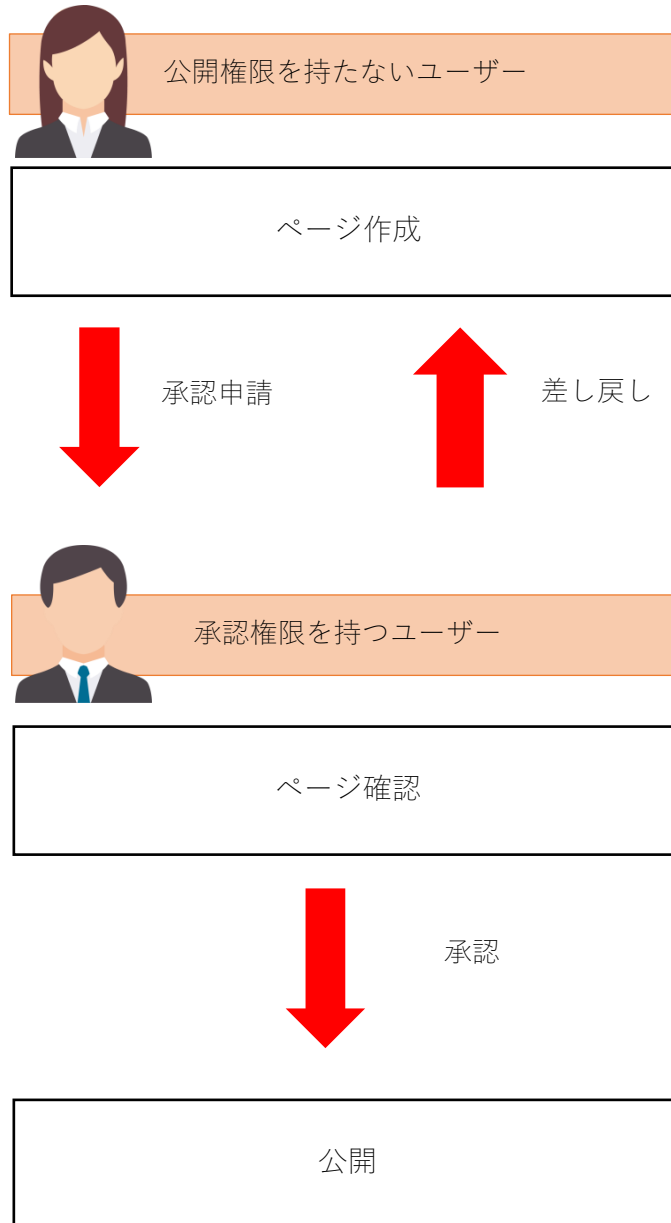 公開権限を持たないユーザー
ページ作成
承認申請
差し戻し
承認権限を持つユーザー
ページ確認
承認
公開